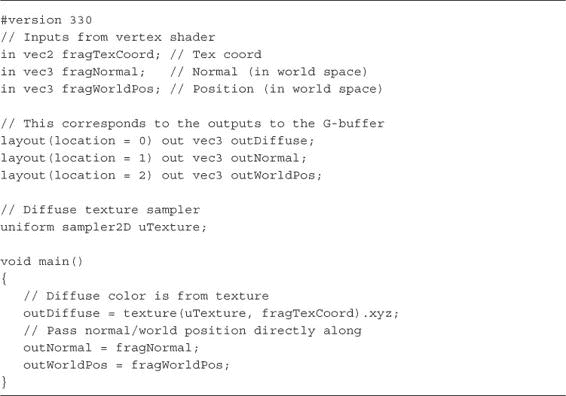 #version 330
// Inputs from vertex shader
in vec2 fragTexCoord; // Tex coord
in vec3 fragNormal;   // Normal (in world space)
in vec3 fragWorldPos; // Position (in world space)

// This corresponds to the outputs to the G-buffer
layout(location = 0) out vec3 outDiffuse;
layout(location = 1) out vec3 outNormal;
layout(location = 2) out vec3 outWorldPos;

// Diffuse texture sampler
uniform sampler2D uTexture;

void main()
{
   // Diffuse color is from texture
   outDiffuse = texture(uTexture, fragTexCoord).xyz;
   // Pass normal/world position directly along
   outNormal = fragNormal;
   outWorldPos = fragWorldPos;
}